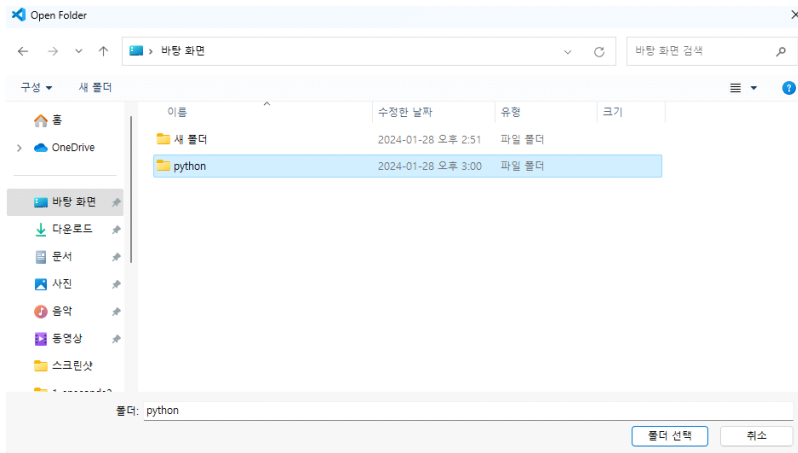 Open Folder
바탕 화면
바탕 화면 검색
구성
새 폴더
이름 수정한 날짜 유형 크기
홈
새 폴더 2024-01-28 오후 2:51 파일 폴더
OneDrive
python 2024-01-28 오후 3:00 파일 폴더
바탕 화면
다운로드
문서
사진
음악
동영상
스크린샷
폴더: python
폴더 선택
취소